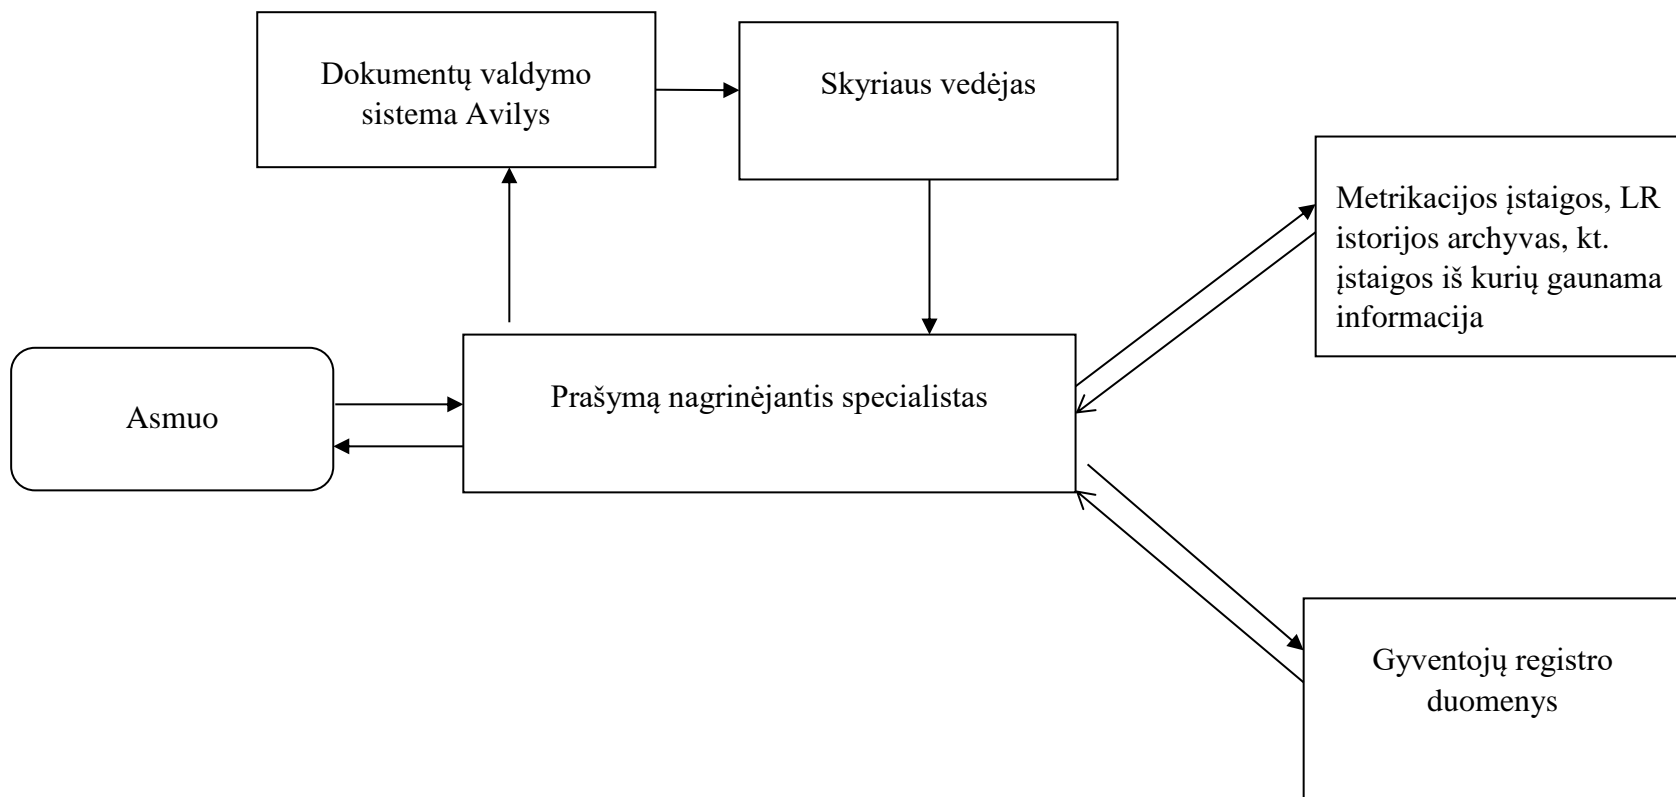 Dokumentų valdymo
sistema Avilys
Skyriaus vedėjas
Metrikacijos įstaigos, LR
istorijos archyvas, kt.
įstaigos iš kurių gaunama
informacija
Asmuo
Prašymą nagrinėjantis specialistas
Gyventojų registro
duomenys